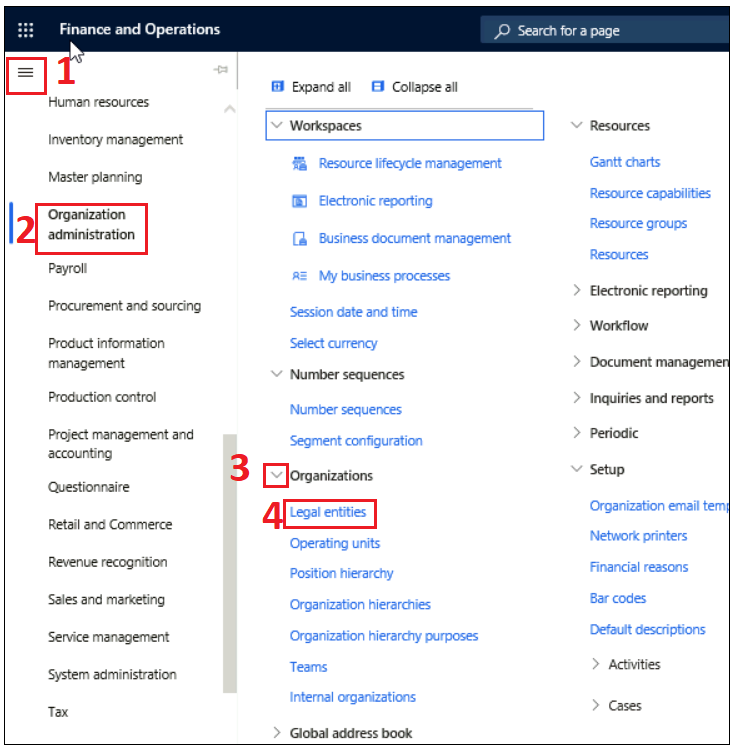 Finance and Operations
Search for a page
1
Human resources
Inventory management
Master planning
2
Organization
administration
Payroll
Procurement and sourcing
Product information
management
Production control
Project management and
accounting
Questionnaire
Retail and Commerce
Revenue recognition
Sales and marketing
Service management
System administration
Tax
Expand all
Collapse all
Workspaces
Resource lifecycle management
Electronic reporting
Business document management
My business processes
Session date and time
Select currency
Number sequences
Number sequences
Segment configuration
3
Organizations
4
Legal entities
Operating units
Position hierarchy
Organization hierarchies
Organization hierarchy purposes
Teams
Internal organizations
Global address book
Resources
Gantt charts
Resource capabilities
Resource groups
Resources
Electronic reporting
Workflow
Document managemen
Inquiries and reports
Periodic
Setup
Organization email temp
Network printers
Financial reasons
Bar codes
Default descriptions
Activities
Cases